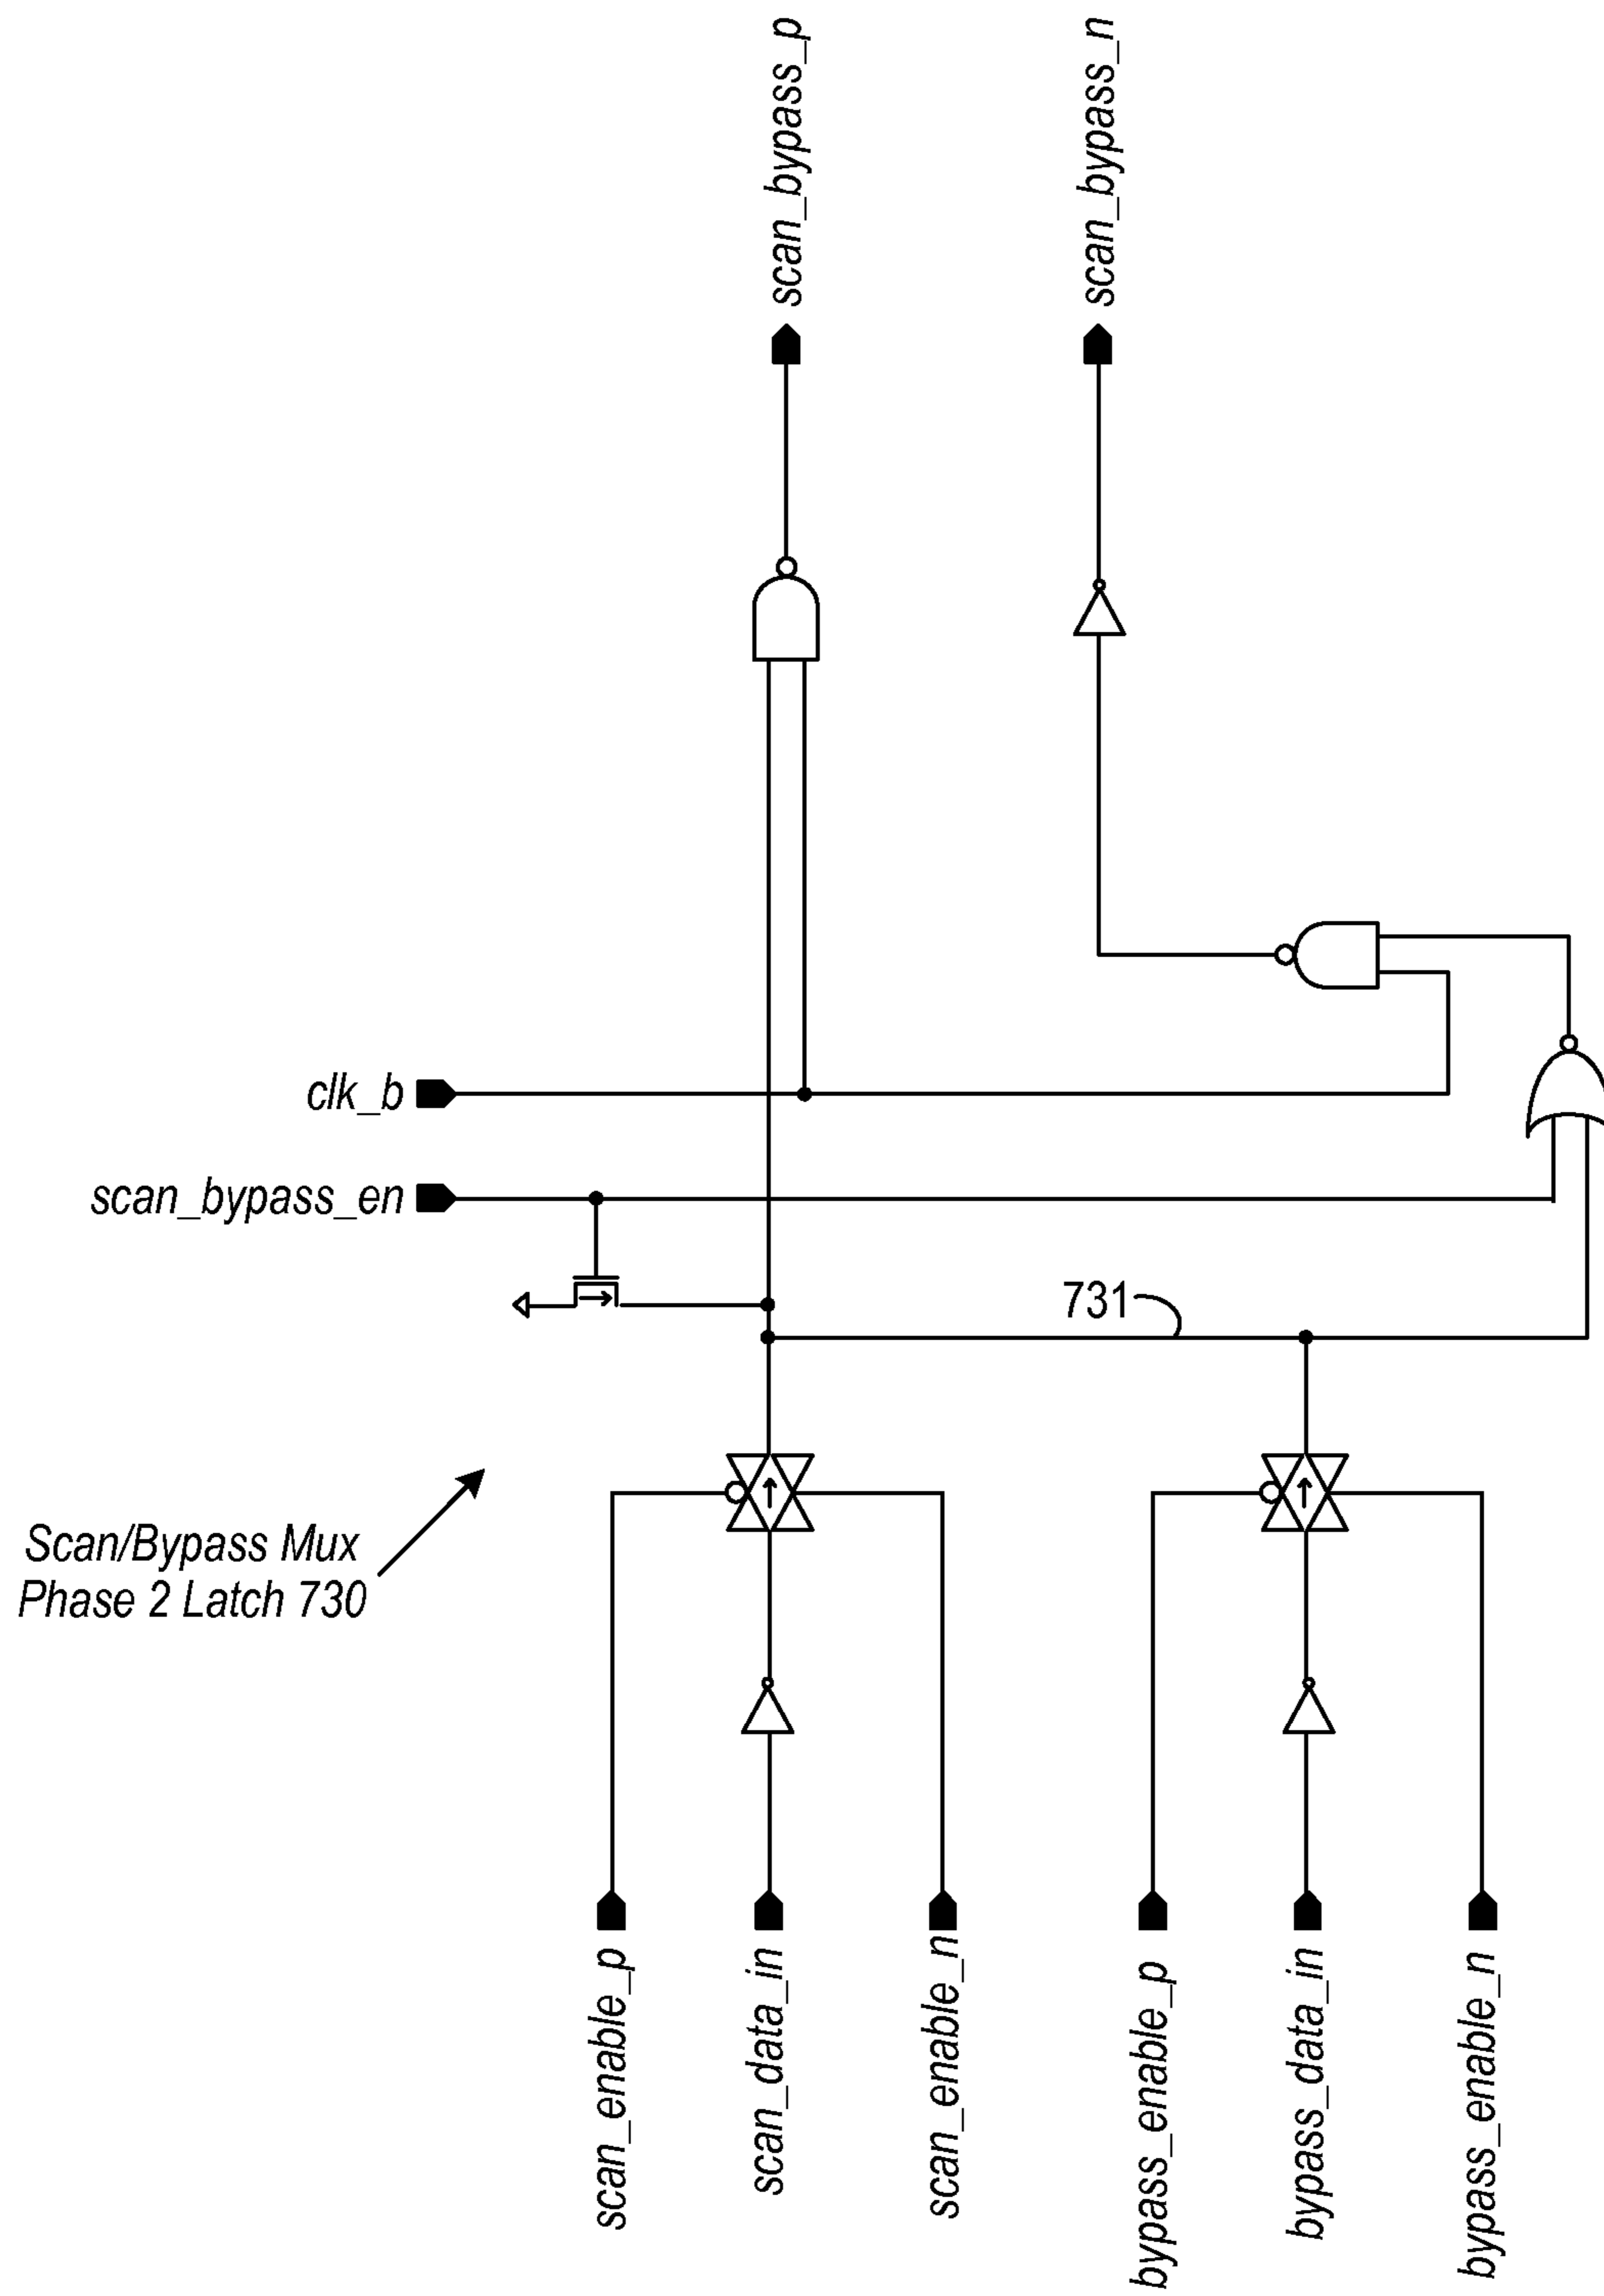 scan_bypass_p
scan_bypass_n
clk_b
scan_bypass_en
731
Scan/Bypass Mux
Phase 2 Latch 730
scan_enable_p
scan_data_in
scan_enable_n
bypass_enable_p
bypass_data_in
bypass_enable_n